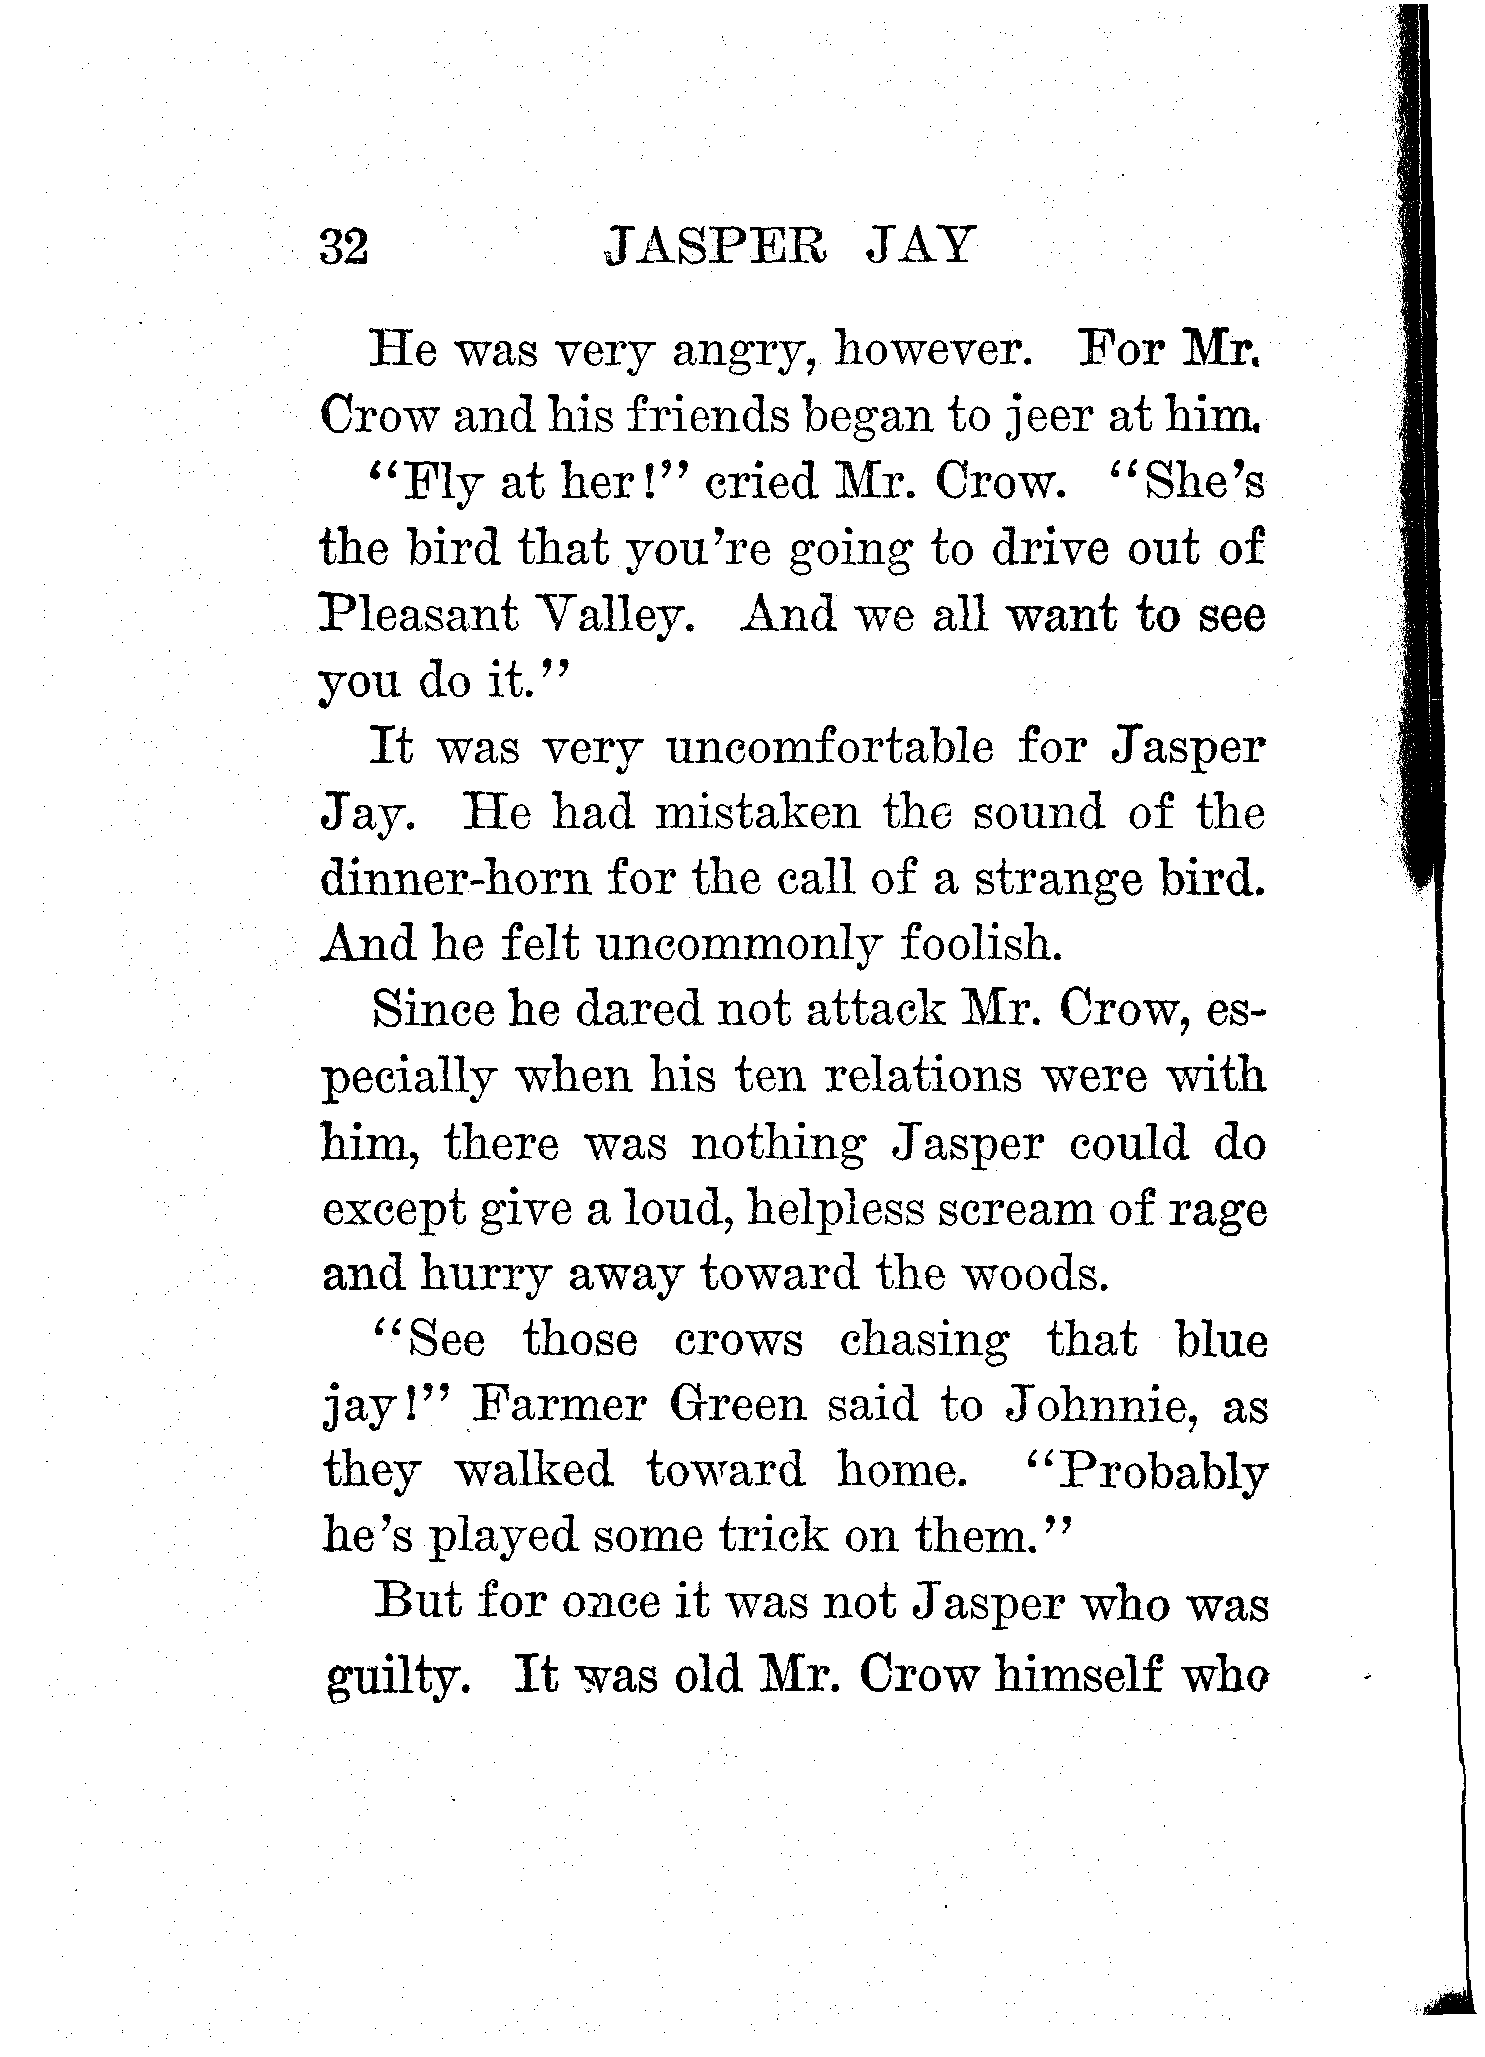 32 JASPER JAY
He was very angry, however. For Mr.
Crow and his friends began to jeer at him.
"Fly at her!" cried Mr. Crow. "She's
the bird that you're going to drive out of
Pleasant Valley. And we all want to see
you do it."
It was very uncomfortable for Jasper
Jay. He had mistaken the sound of the
dinner-horn for the call of a strange bird.
And he felt uncommonly foolish.
Since he dared not attack Mr. Crow, es-
pecially when his ten relations were with
him, there was nothing Jasper could do
except give a loud, helpless scream of rage
and hurry away toward the woods.
"See those crows chasing that blue
jay!" Farmer Green said to Johnnie, as
they walked toward home. "Probably
he's played some trick on them."
But for once it was not Jasper who was
guilty. It was old Mr. Crow himself who